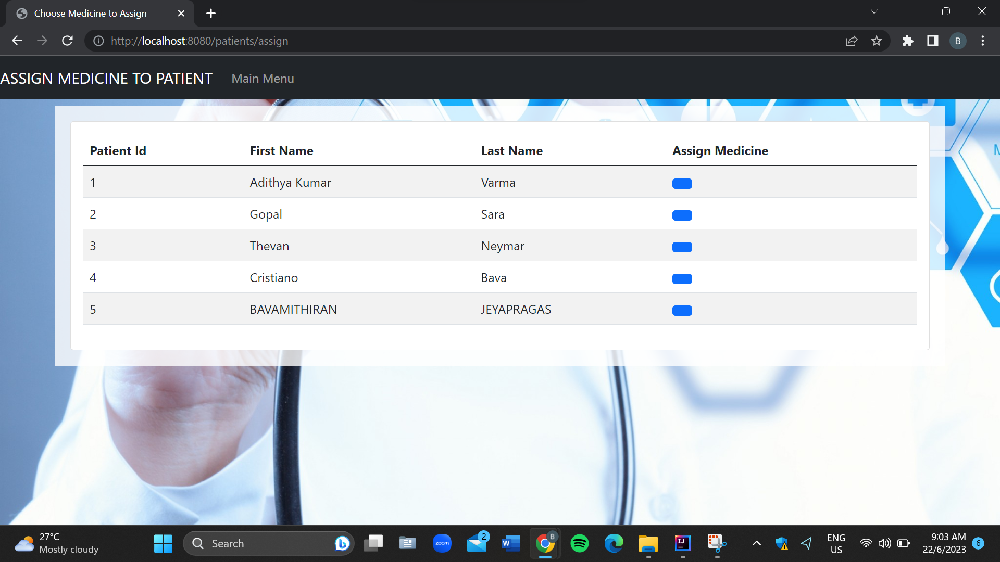 Choose Medicine to Assign
http://localhost:8080/patients/assign
B
ASSIGN MEDICINE TO PATIENT Main Menu
Patient Id First Name Last Name Assign Medicine
1 Adithya Kumar Varma
2 Gopal Sara
3 Thevan Neymar
4 Cristiano Bava
5 BAVAMITHIRAN JEYAPRAGAS
M
27°C
Mostly cloudy
Search
b
zoom
2
W
B
IJ
ENG
US
9:03 AM
22/6/2023
6